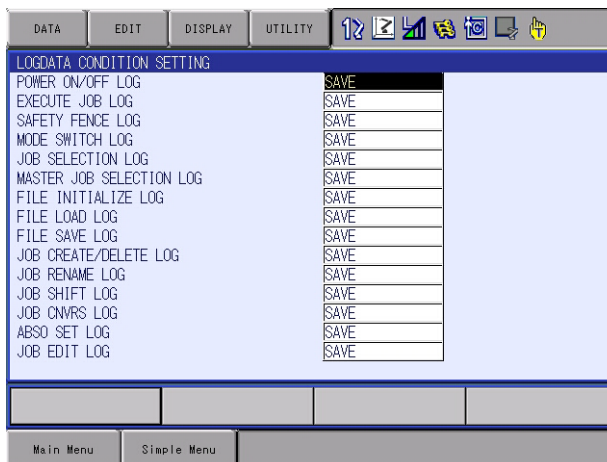 DATA EDIT DISPLAY UTILITY
LOGDATA CONDITION SETTING
POWER ON/OFF LOG SAVE
EXECUTE JOB LOG SAVE
SAFETY FENCE LOG SAVE
MODE SWITCH LOG SAVE
JOB SELECTION LOG SAVE
MASTER JOB SELECTION LOG SAVE
FILE INITIALIZE LOG SAVE
FILE LOAD LOG SAVE
FILE SAVE LOG SAVE
JOB CREATE/DELETE LOG SAVE
JOB RENAME LOG SAVE
JOB SHIFT LOG SAVE
JOB CNVRS LOG SAVE
ABSO SET LOG SAVE
JOB EDIT LOG SAVE
Main Menu Simple Menu